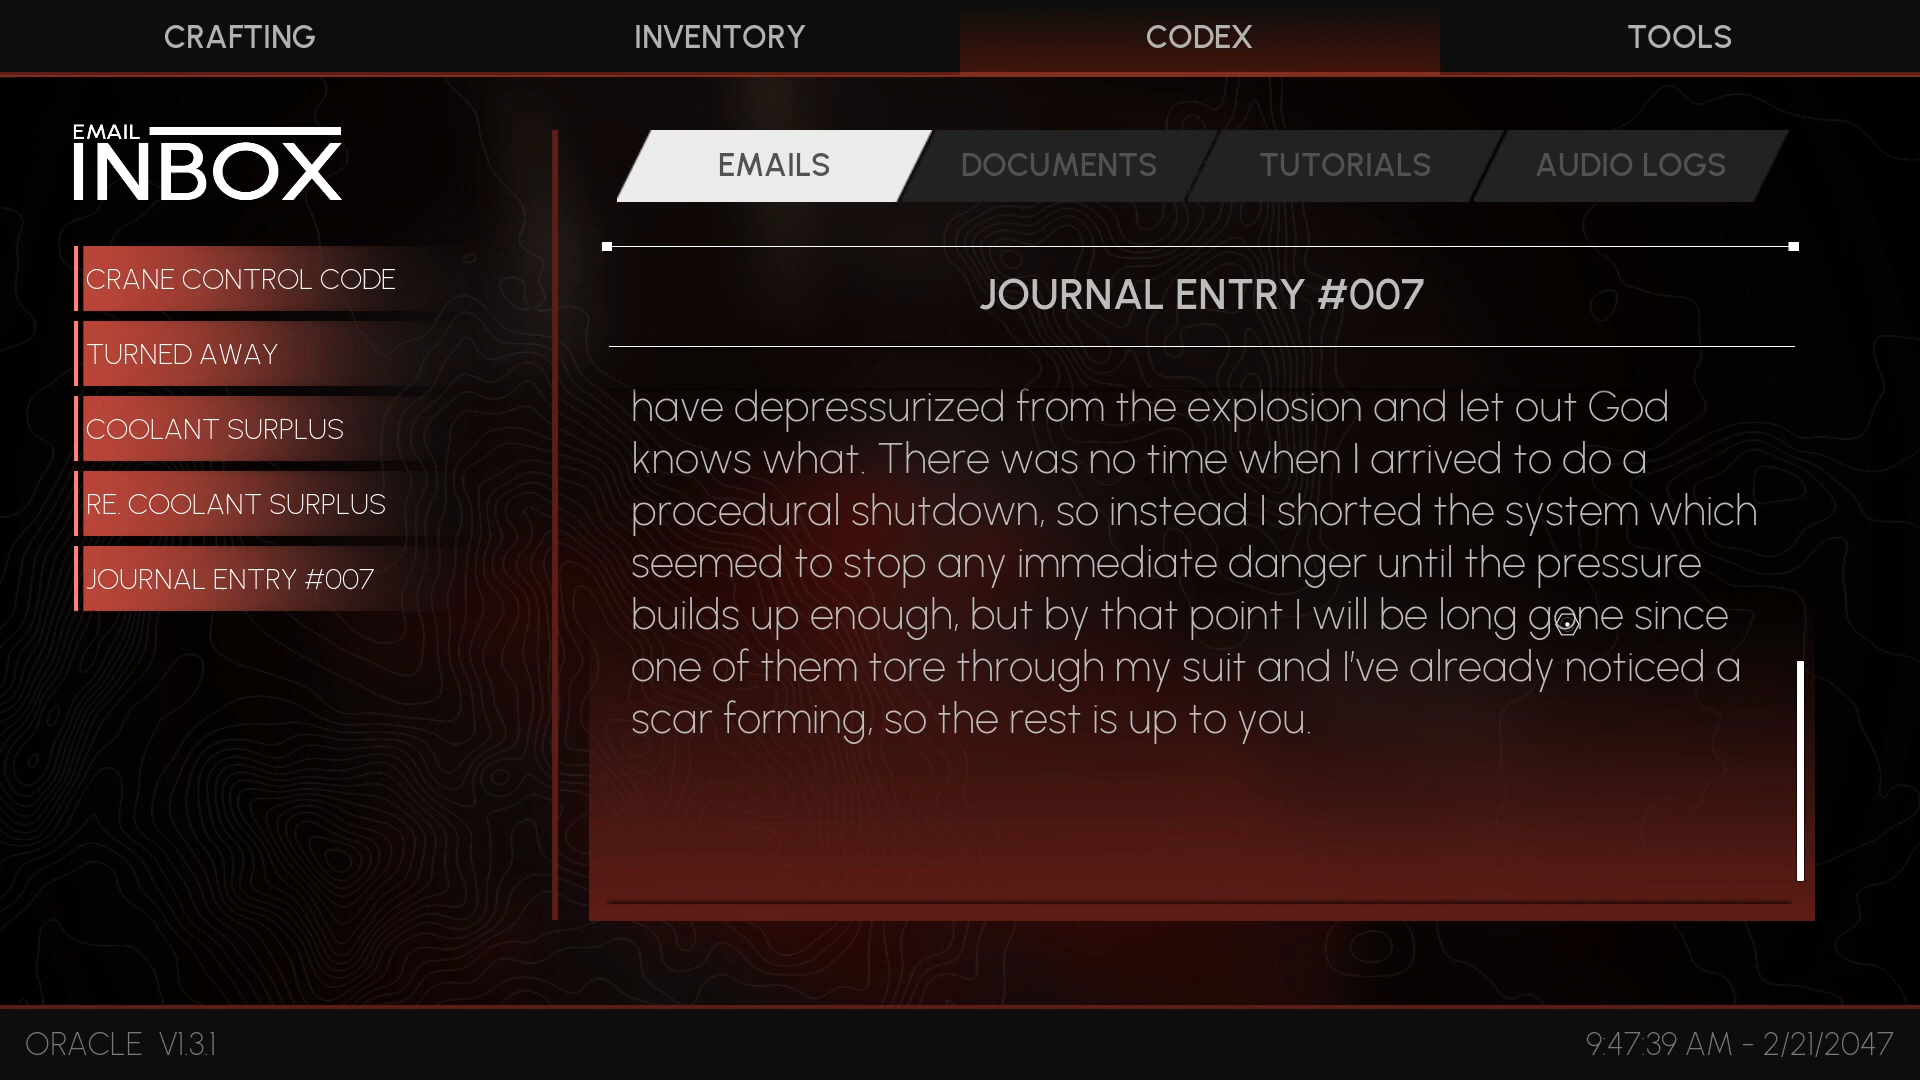 CRAFTING
INVENTORY
CODEX
TOOLS
EMAIL
INBOX
CRANE CONTROL CODE
TURNED AWAY
COOLANT SURPLUS
RE. COOLANT SURPLUS
JOURNAL ENTRY #007
EMAILS
DOCUMENTS
TUTORIALS
AUDIO LOGS
JOURNAL ENTRY #007
have depressurized from the explosion and let out God
knows what. There was no time when I arrived to do a
procedural shutdown, so instead I shorted the system which
seemed to stop any immediate danger until the pressure
builds up enough, but by that point I will be long gone since
one of them tore through my suit and I've already noticed a
scar forming, so the rest is up to you.
ORACLE V1.3.1
9:47:39 AM - 2/21/2047